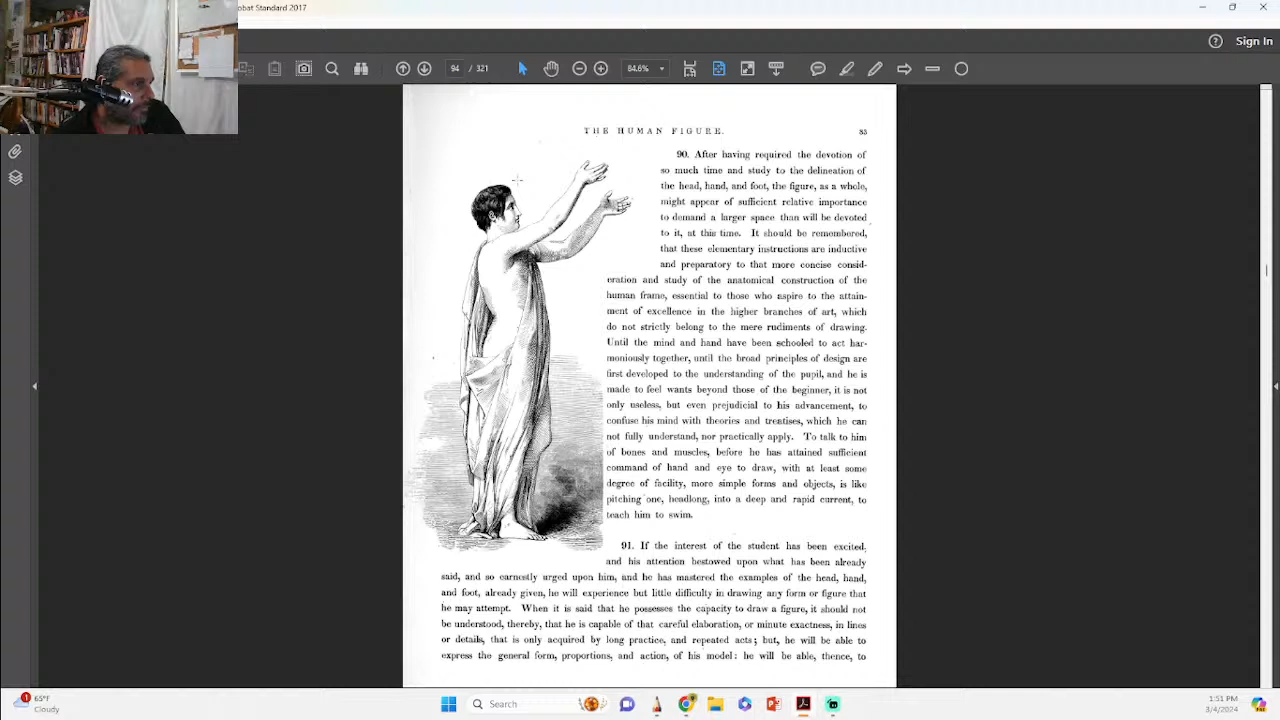 obat Standard 2017
Sign In
94 / 321
84.6%
THE HUMAN FIGURE.
85
90. After having required the devotion of
so much time and study to the delineation of
the head, hand, and foot, the figure, as a whole,
might appear of sufficient relative importance
to demand a larger space than will be devoted
to it, at this time. It should be remembered,
that these elementary instructions are inductive
and preparatory to that more concise consid-
eration and study of the anatomical construction of the
human frame, essential to those who aspire to the attain-
ment of excellence in the higher branches of art, which
do not strictly belong to the mere rudiments of drawing.
Until the mind and hand have been schooled to act har-
moniously together, until the broad principles of design are
first developed to the understanding of the pupil, and he is
made to feel wants beyond those of the beginner, it is not
only useless, but even prejudicial to his advancement, to
confuse his mind with theories and treatises, which he can
not fully understand, nor practically apply. To talk to him
of bones and muscles, before he has attained sufficient
command of hand and eye to draw, with at least some
degree of facility, more simple forms and objects, is like
pitching one, headlong, into a deep and rapid current, to
teach him to swim.
91. If the interest of the student has been excited,
and his attention bestowed upon what has been already
said, and so earnestly urged upon him, and he has mastered the examples of the head, hand,
and foot, already given, he will experience but little difficulty in drawing any form or figure that
he may attempt. When it is said that he possesses the capacity to draw a figure, it should not
be understood, thereby, that he is capable of that careful elaboration, or minute exactness, in lines
or details, that is only acquired by long practice, and repeated acts; but, he will be able to
express the general form, proportions, and action, of his model: he will be able, thence, to
1
65°F
Cloudy
Search
1:51 PM
3/4/2024